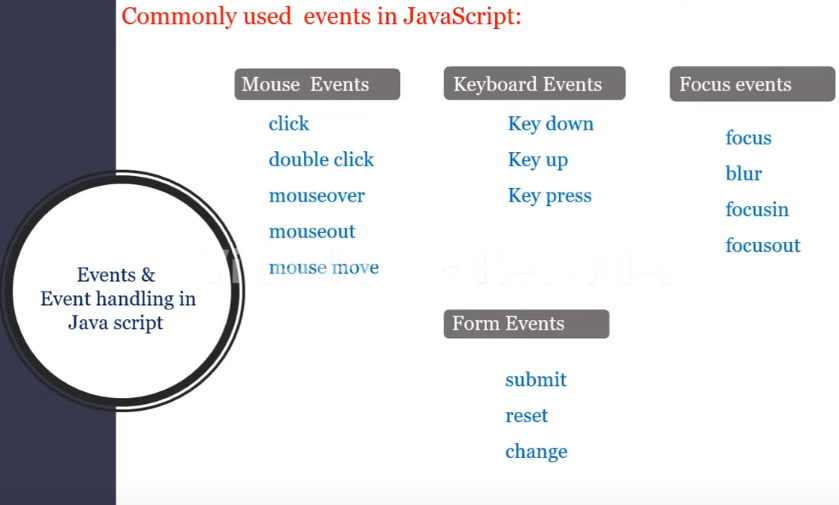 Commonly used events in JavaScript:
Mouse Events
click
double click
mouseover
mouseout
mouse move
Keyboard Events
Key down
Key up
Key press
Focus events
focus
blur
focusin
focusout
Form Events
submit
reset
change
Events &
Event handling in
Java script